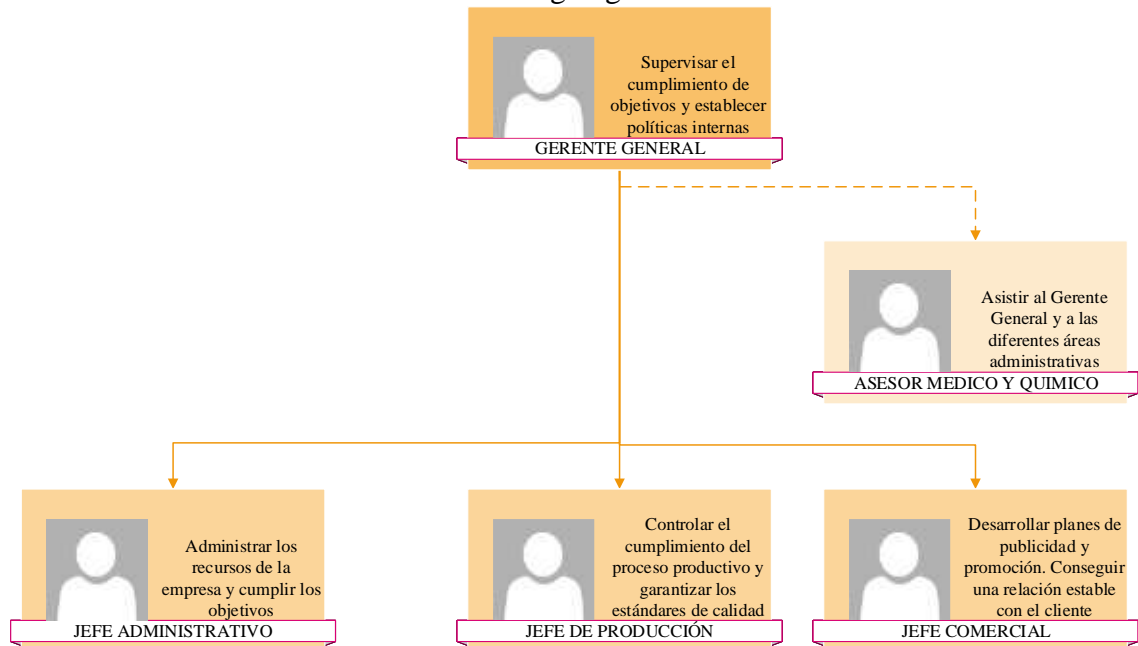 Supervisar el
cumplimiento de
objetivos y establecer
políticas internas
GERENTE GENERAL
Asistir al Gerente
General y a las
diferentes áreas
administrativas
ASESOR MEDICO Y QUIMICO
Administrar los
recursos de la
empresa y cumplir los
objetivos
JEFE ADMINISTRATIVO
Controlar el
cumplimiento del
proceso productivo y
garantizar los
estándares de calidad
JEFE DE PRODUCCIÓN
Desarrollar planes de
publicidad y
promoción. Conseguir
una relación estable
con el cliente
JEFE COMERCIAL